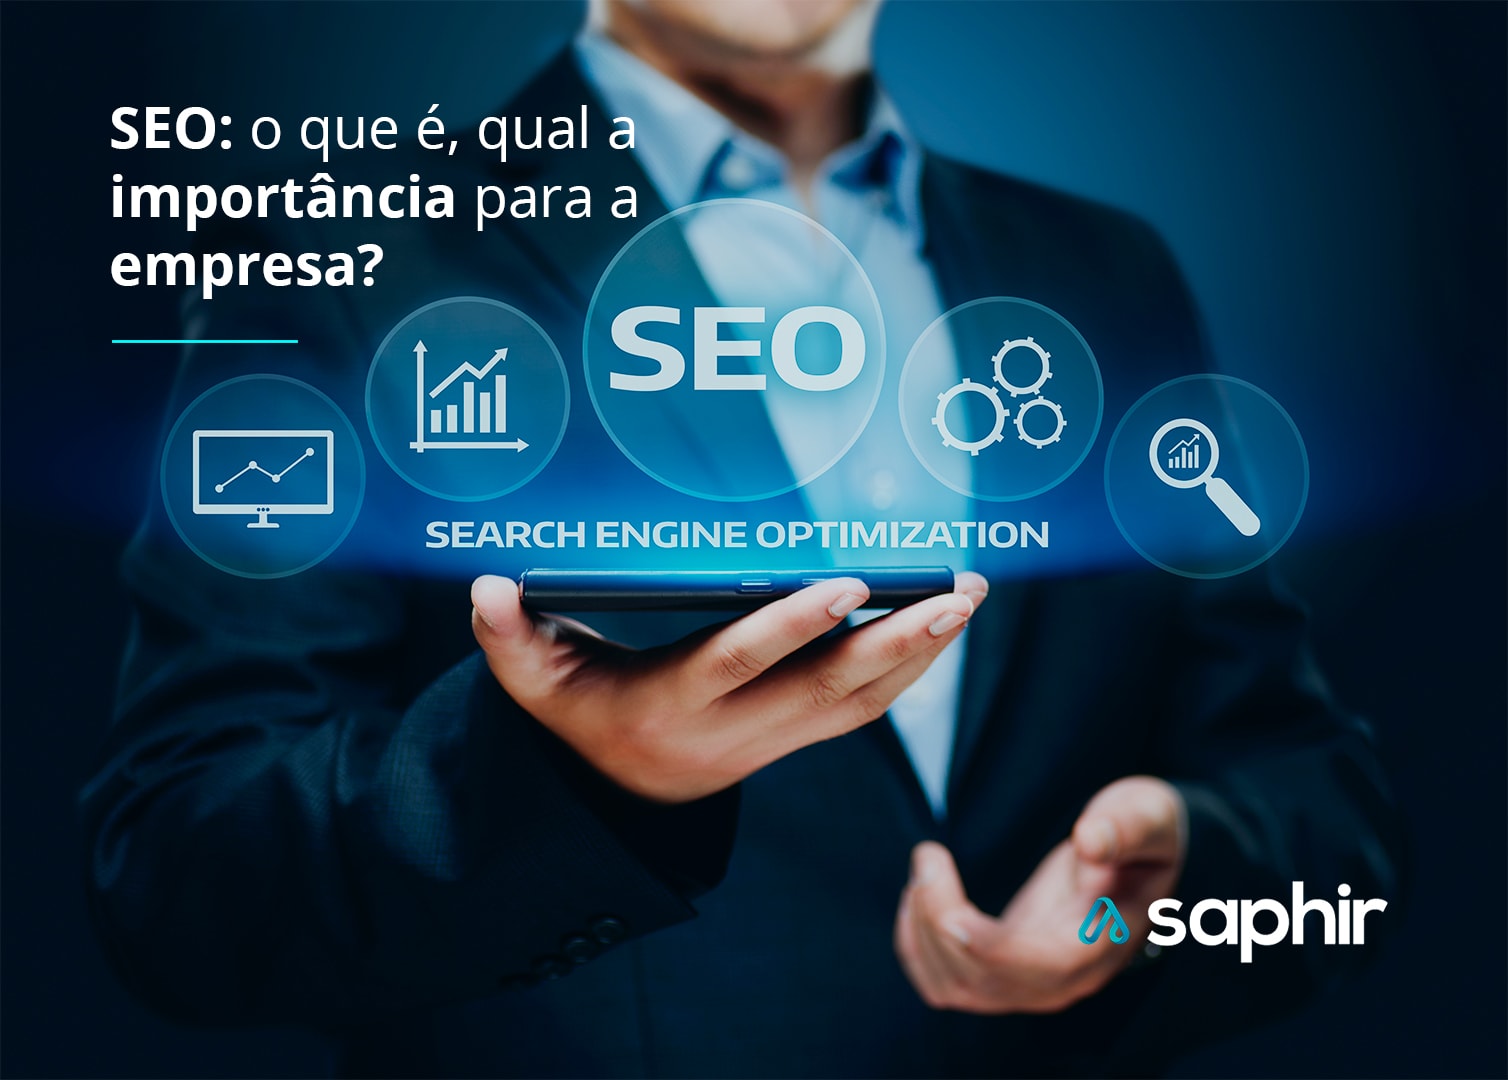 SEO: o que é, qual a
importância para a
empresa?
SEO
SEARCH ENGINE OPTIMIZATION
saphir